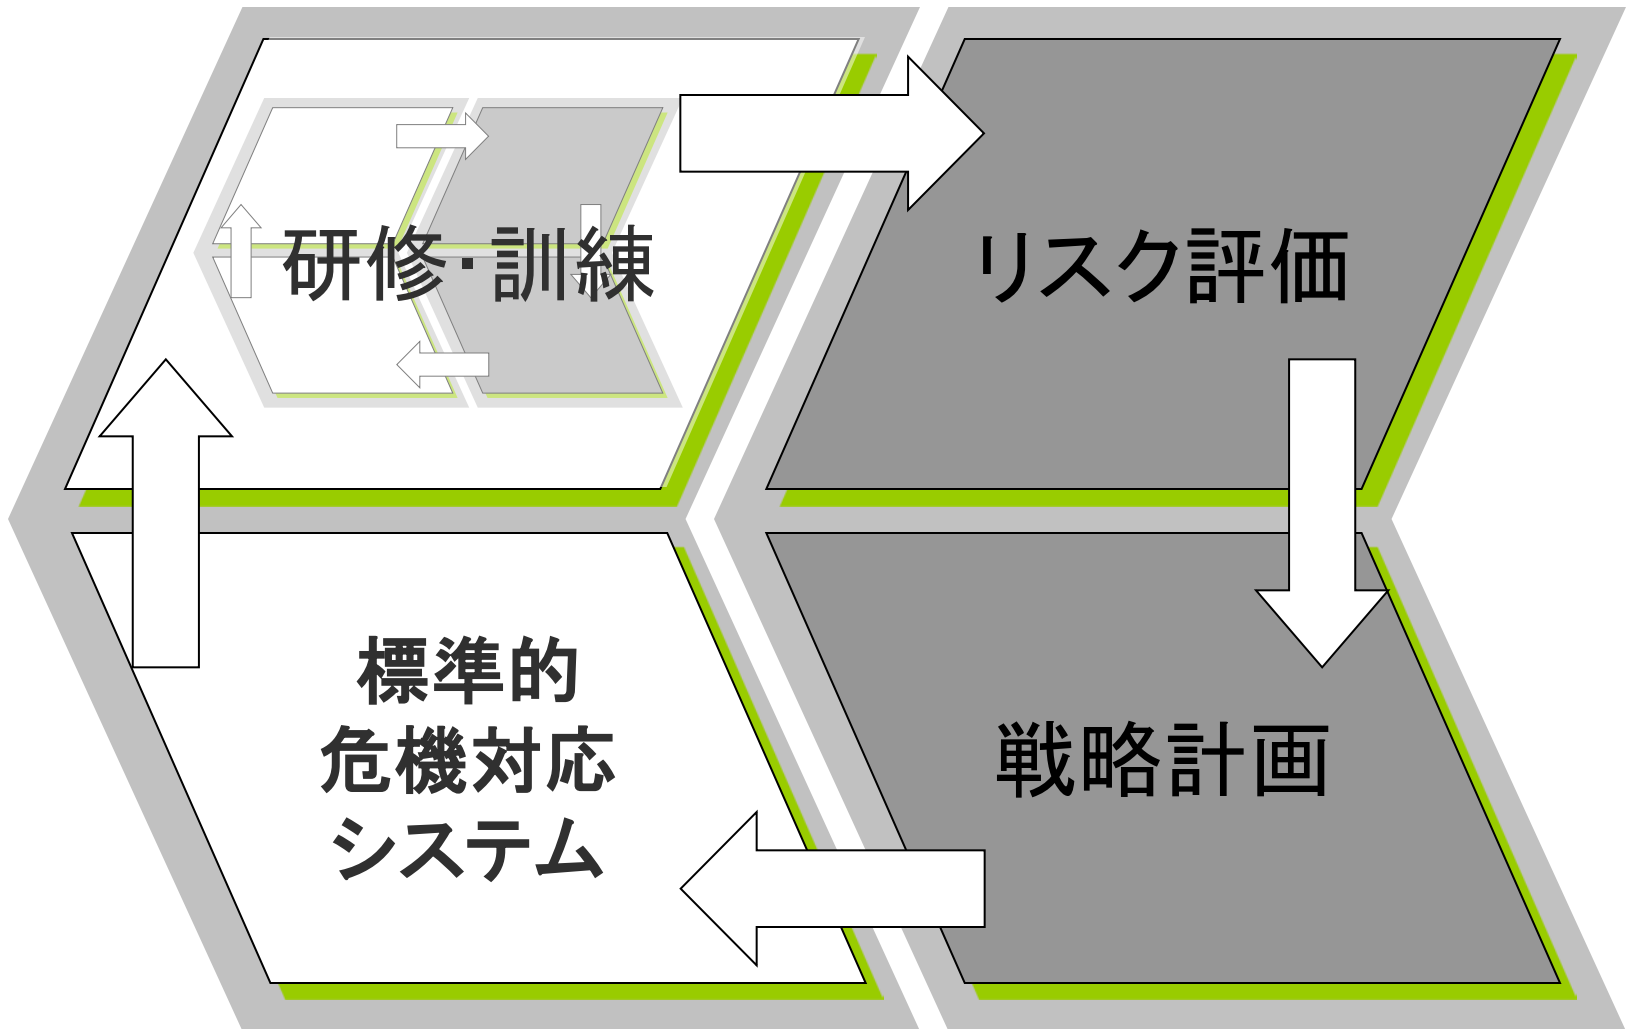 研修・訓練
リスク評価
標準的
危機対応
システム
戦略計画